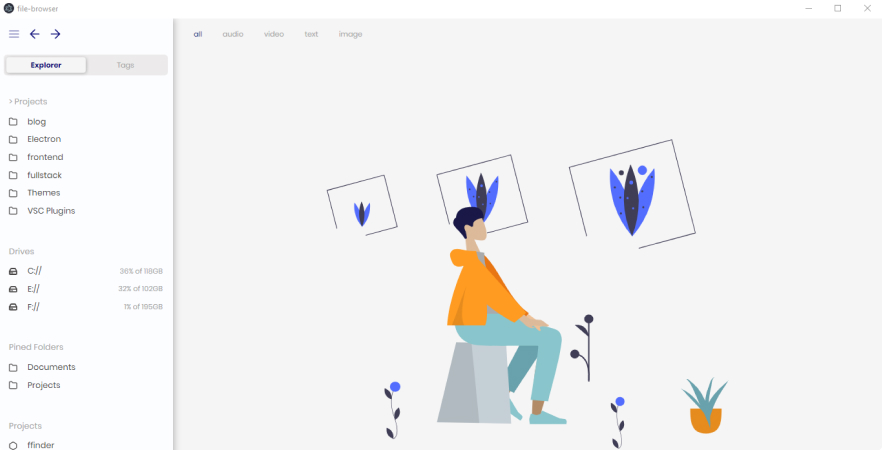 file-browser
all audio video text image
Explorer Tags
> Projects
blog
Electron
frontend
fullstack
Themes
VSC Plugins
Drives
C:// 36% of 118GB
E:// 32% of 102GB
F:// 1% of 195GB
Pined Folders
Documents
Projects
Projects
ffinder